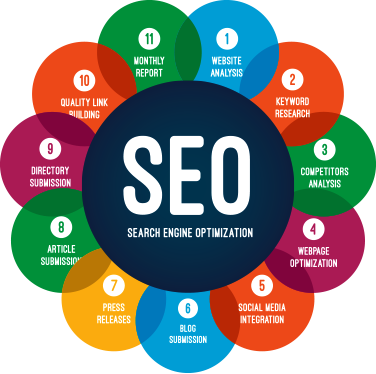 SEO
SEARCH ENGINE OPTIMIZATION
1
WEBSITE
ANALYSIS
2
KEYWORD
RESEARCH
3
COMPETITORS
ANALYSIS
4
WEBPAGE
OPTIMIZATION
5
SOCIAL MEDIA
INTEGRATION
6
BLOG
SUBMISSION
7
PRESS
RELEASES
8
ARTICLE
SUBMISSION
9
DIRECTORY
SUBMISSION
10
QUALITY LINK
BUILDING
11
MONTHLY
REPORT